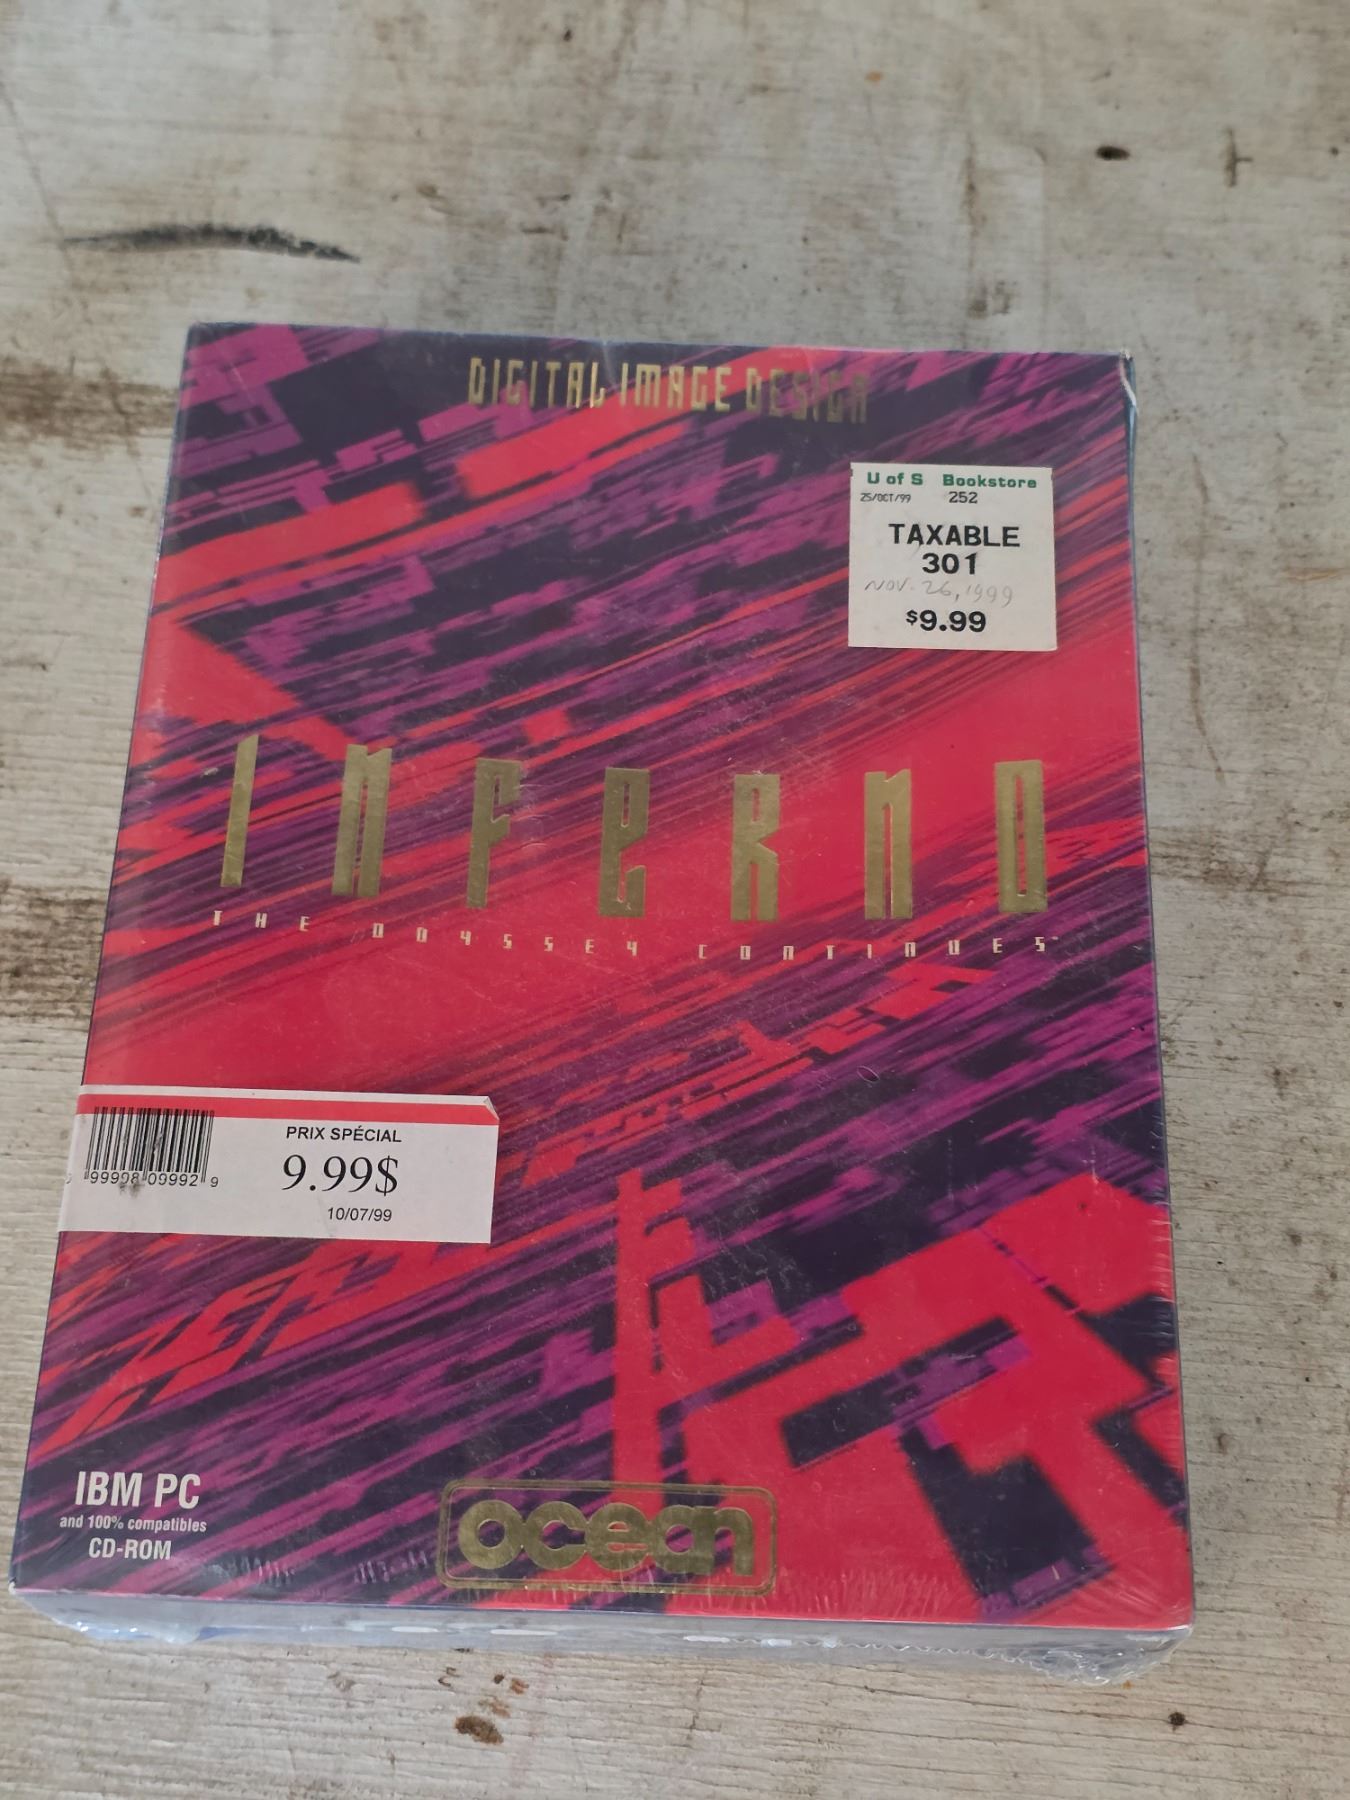 DIGITAL IMAGE DESIGN
U of S Bookstore
25/OCT/99 252
TAXABLE
301
NOV. 26, 1999
$9.99
INFERNO
THE ODYSSEY CONTINUES™
PRIX SPÉCIAL
9.99$
10/07/99
99998 09992 9
IBM PC
and 100% compatibles
CD-ROM
ocean